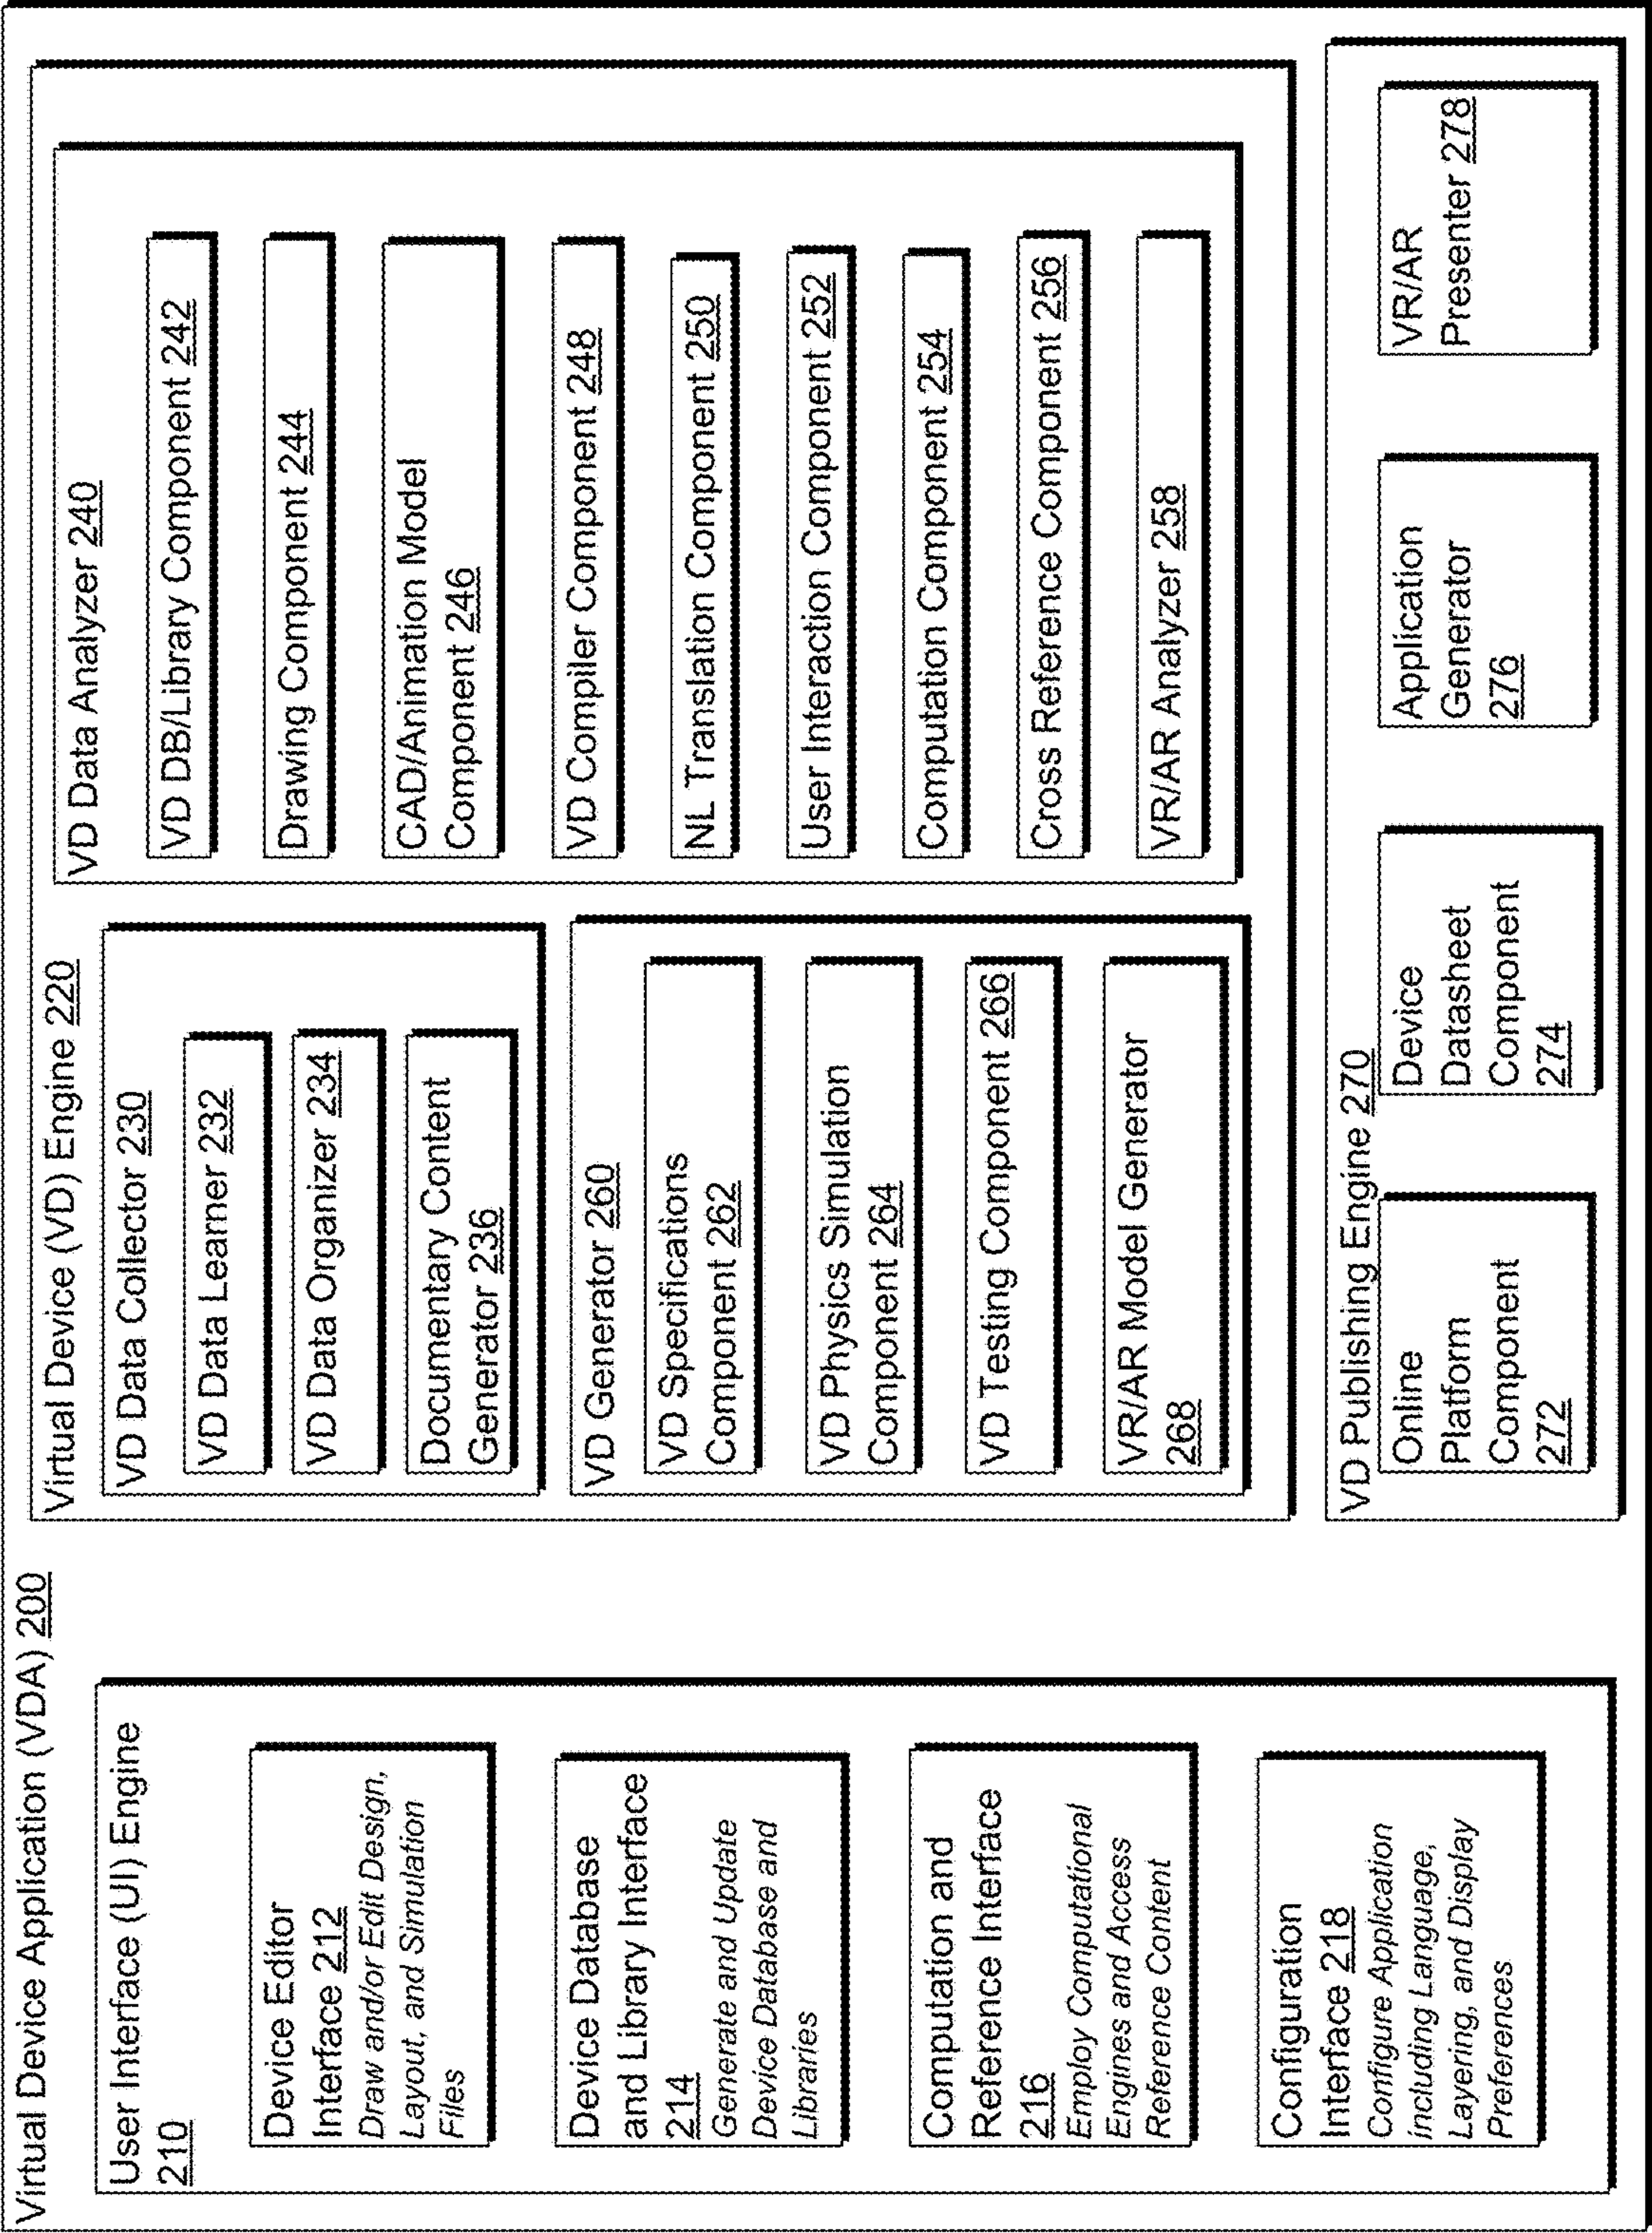 Virtual Device Application (VDA) 200
User Interface (UI) Engine
210
Device Editor
Interface 212
Draw and/or Edit Design,
Layout, and Simulation
Files
Device Database
and Library Interface
214
Generate and Update
Device Database and
Libraries
Computation and
Reference Interface
216
Employ Computational
Engines and Access
Reference Content
Configuration
Interface 218
Configure Application
including Language,
Layering, and Display
Preferences
Virtual Device (VD) Engine 220
VD Data Collector 230
VD Data Learner 232
VD Data Organizer 234
Documentary Content
Generator 236
VD Generator 260
VD Specifications
Component 262
VD Physics Simulation
Component 264
VD Testing Component 266
VR/AR Model Generator
268
VD Data Analyzer 240
VD DB/Library Component 242
Drawing Component 244
CAD/Animation Model
Component 246
VD Compiler Component 248
NL Translation Component 250
User Interaction Component 252
Computation Component 254
Cross Reference Component 256
VR/AR Analyzer 258
VD Publishing Engine 270
Online
Platform
Component
272
Device
Datasheet
Component
274
Application
Generator
276
VR/AR
Presenter 278